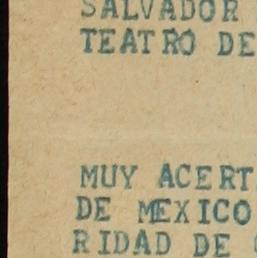 SALVADOR
TEATRO DE
MUY ACERT
DE MEXICO
RIDAD DE